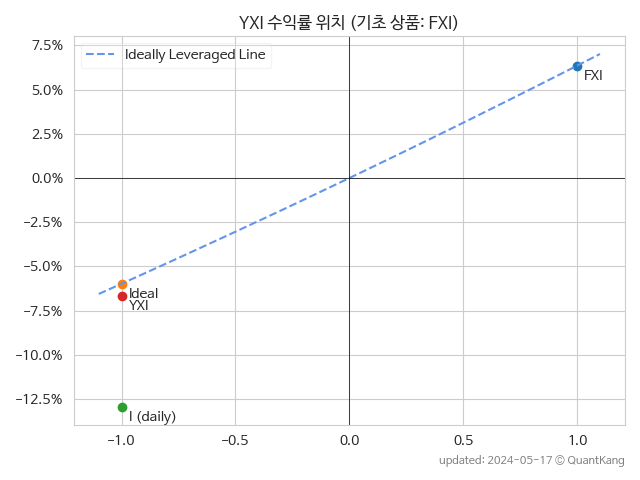 YXI 수익률 위치 (기초 상품: FXI)
Ideally Leveraged Line
7.5%
5.0%
2.5%
0.0%
−2.5%
−5.0%
−7.5%
−10.0%
−12.5%
FXI
Ideal
YXI
I (daily)
−1.0
−0.5
0.0
0.5
1.0
updated: 2024-05-17 © QuantKang